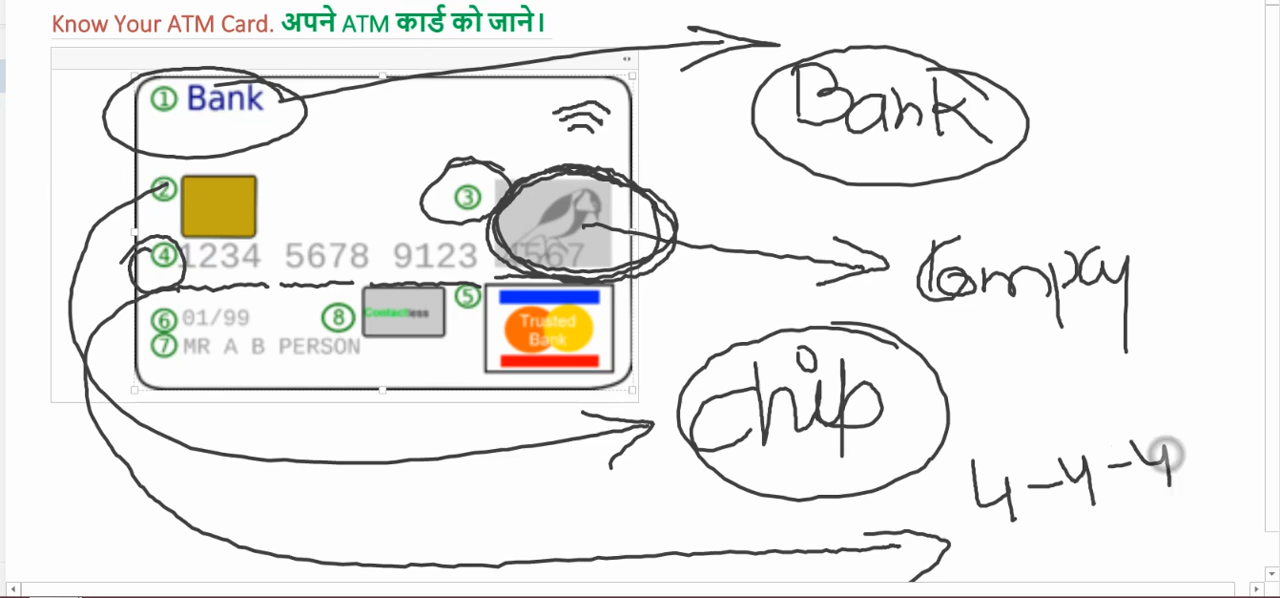 Know Your ATM Card. अपने ATM कार्ड को जाने।
① Bank
Bank
②
③
④ 1234 5678 9123 4567
Compay
⑤
⑥ 01/99
⑧ Contactless
Trusted
Bank
⑦ MR A B PERSON
chip
4-4-4